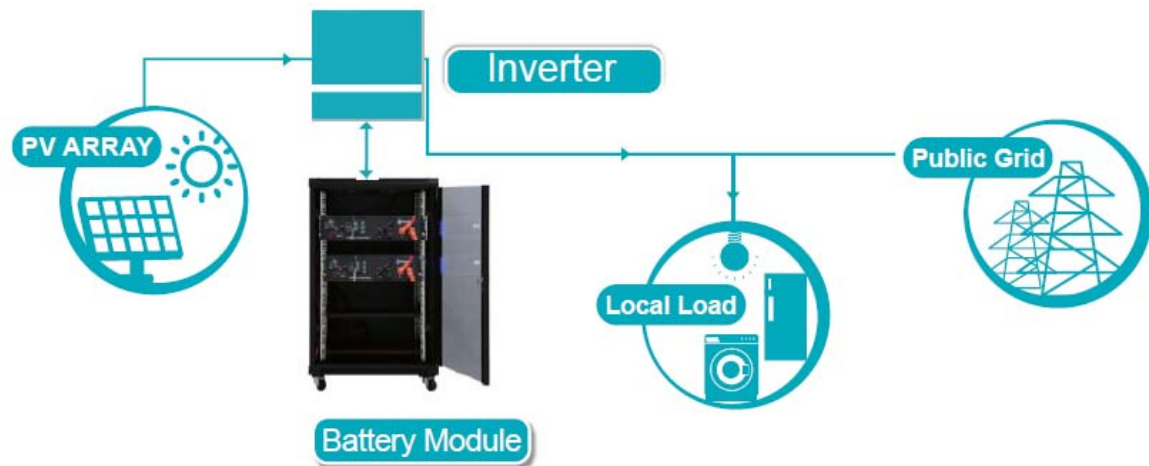 Inverter
PV ARRAY
Public Grid
Local Load
Battery Module